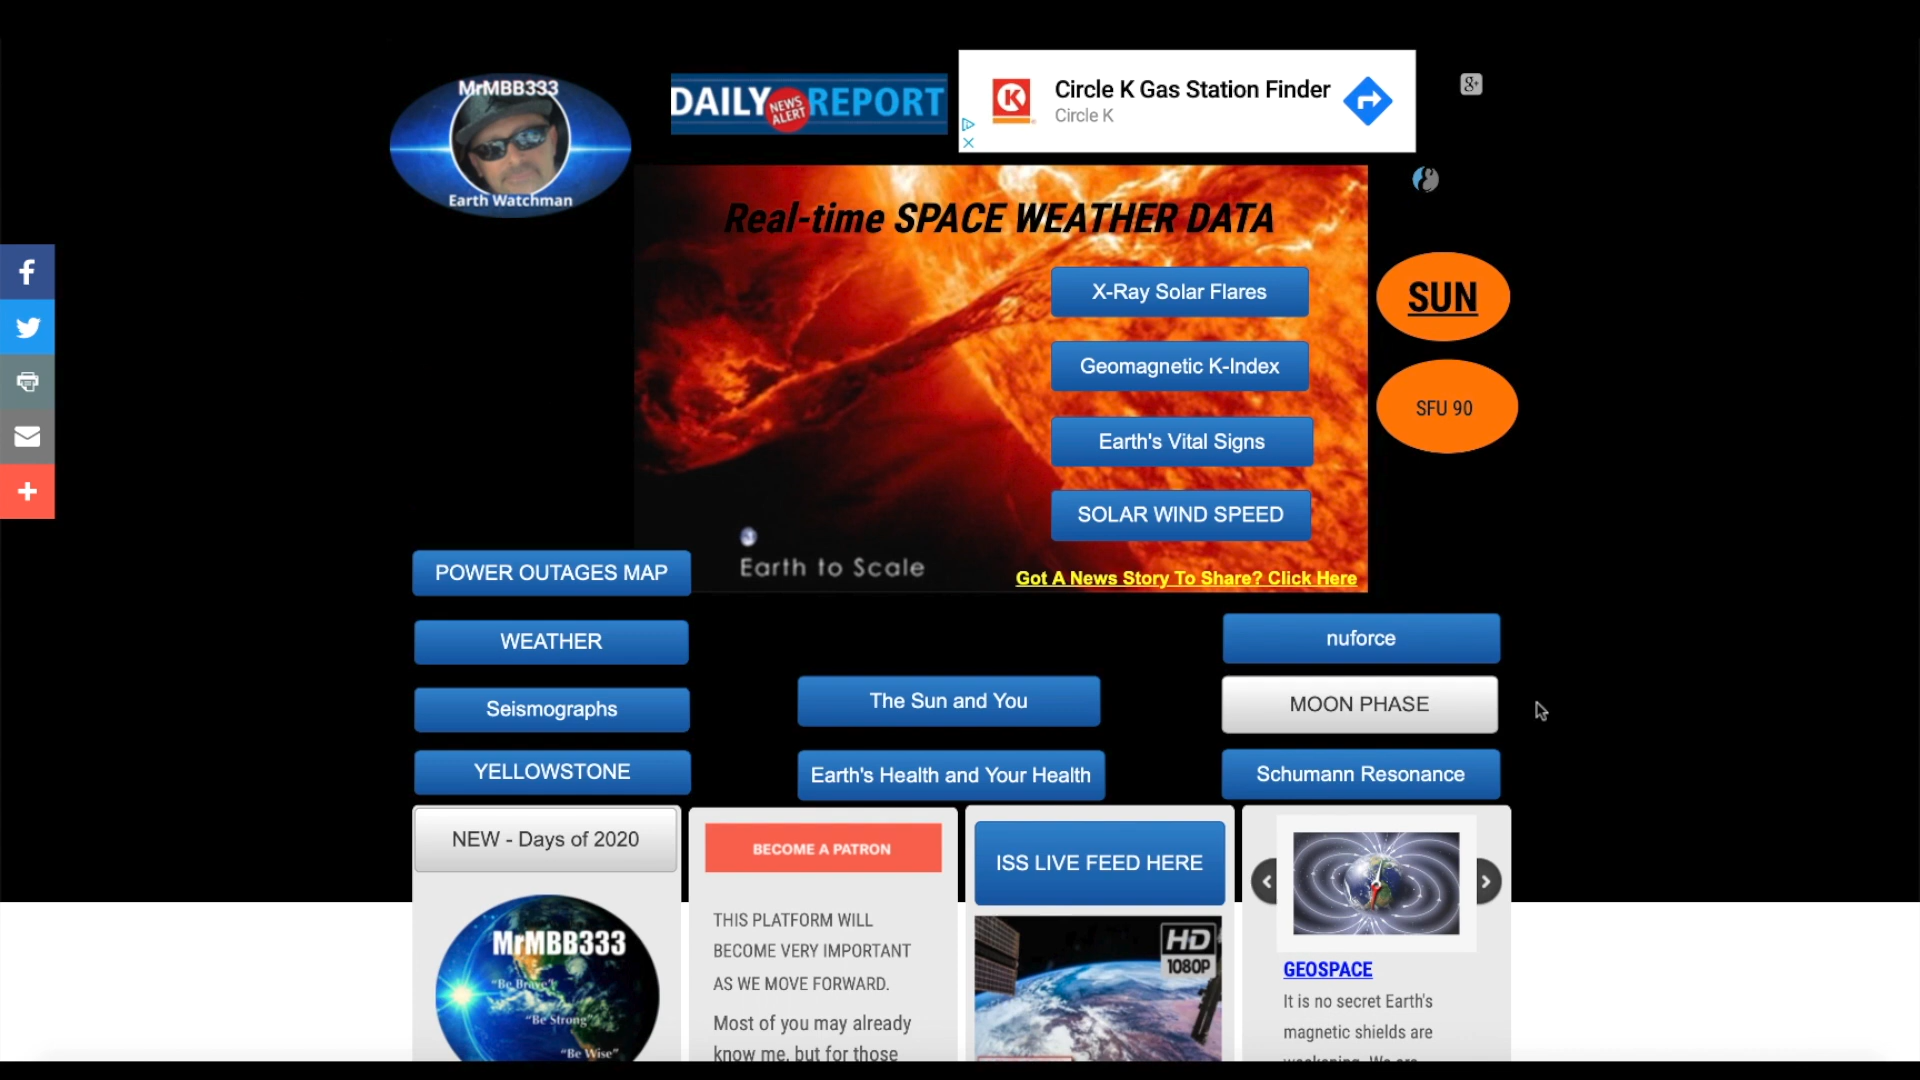 MrMBB333
Earth Watchman
DAILY NEWS ALERT REPORT
Circle K Gas Station Finder
Circle K
K
g+
Real-time SPACE WEATHER DATA
X-Ray Solar Flares
Geomagnetic K-Index
Earth's Vital Signs
SOLAR WIND SPEED
Earth to Scale
Got A News Story To Share? Click Here
SUN
SFU 90
POWER OUTAGES MAP
WEATHER
Seismographs
YELLOWSTONE
The Sun and You
Earth's Health and Your Health
nuforce
MOON PHASE
Schumann Resonance
NEW - Days of 2020
MrMBB333
"Be Brave"
"Be Strong"
"Be Wise"
BECOME A PATRON
THIS PLATFORM WILL
BECOME VERY IMPORTANT
AS WE MOVE FORWARD.
Most of you may already
know me, but for those
ISS LIVE FEED HERE
HD
1080P
GEOSPACE
It is no secret Earth's
magnetic shields are
weakening. We are